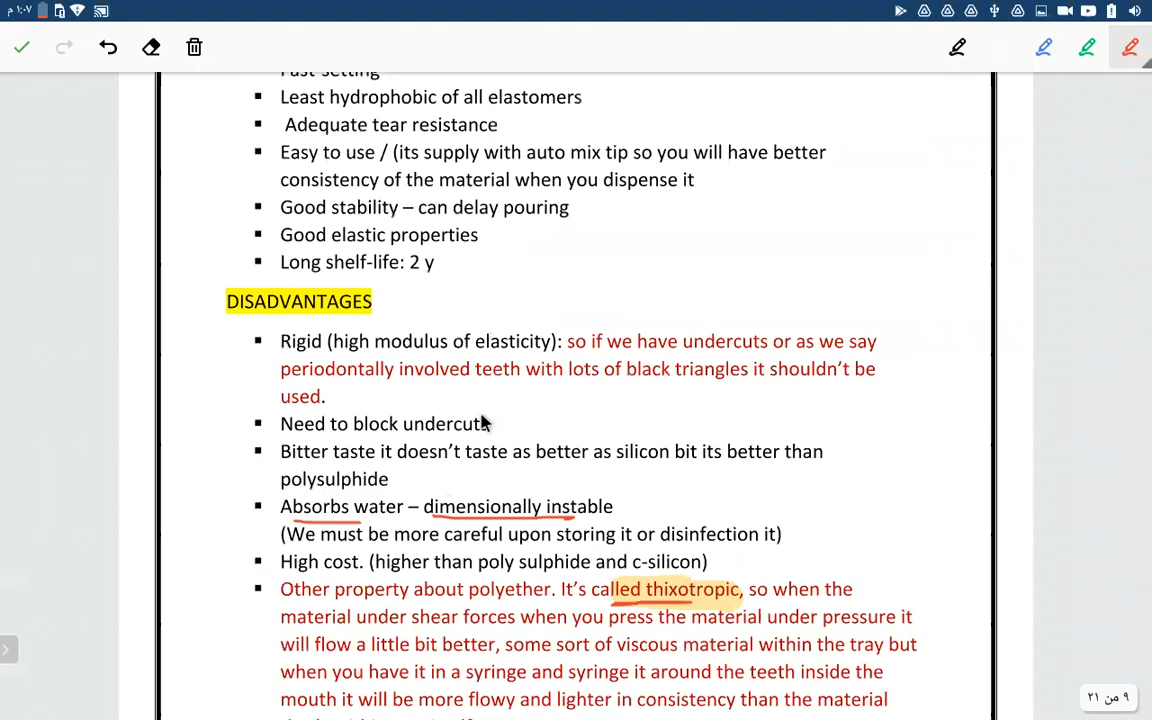 ١:٠٧ م
Fast setting
▪ Least hydrophobic of all elastomers
▪ Adequate tear resistance
▪ Easy to use / (its supply with auto mix tip so you will have better
consistency of the material when you dispense it
▪ Good stability – can delay pouring
▪ Good elastic properties
▪ Long shelf-life: 2 y
DISADVANTAGES
▪ Rigid (high modulus of elasticity): so if we have undercuts or as we say
periodontally involved teeth with lots of black triangles it shouldn't be
used.
▪ Need to block undercuts
▪ Bitter taste it doesn't taste as better as silicon bit its better than
polysulphide
▪ Absorbs water – dimensionally instable
(We must be more careful upon storing it or disinfection it)
▪ High cost. (higher than poly sulphide and c-silicon)
▪ Other property about polyether. It's called thixotropic, so when the
material under shear forces when you press the material under pressure it
will flow a little bit better, some sort of viscous material within the tray but
when you have it in a syringe and syringe it around the teeth inside the
mouth it will be more flowy and lighter in consistency than the material
٩ من ٢١